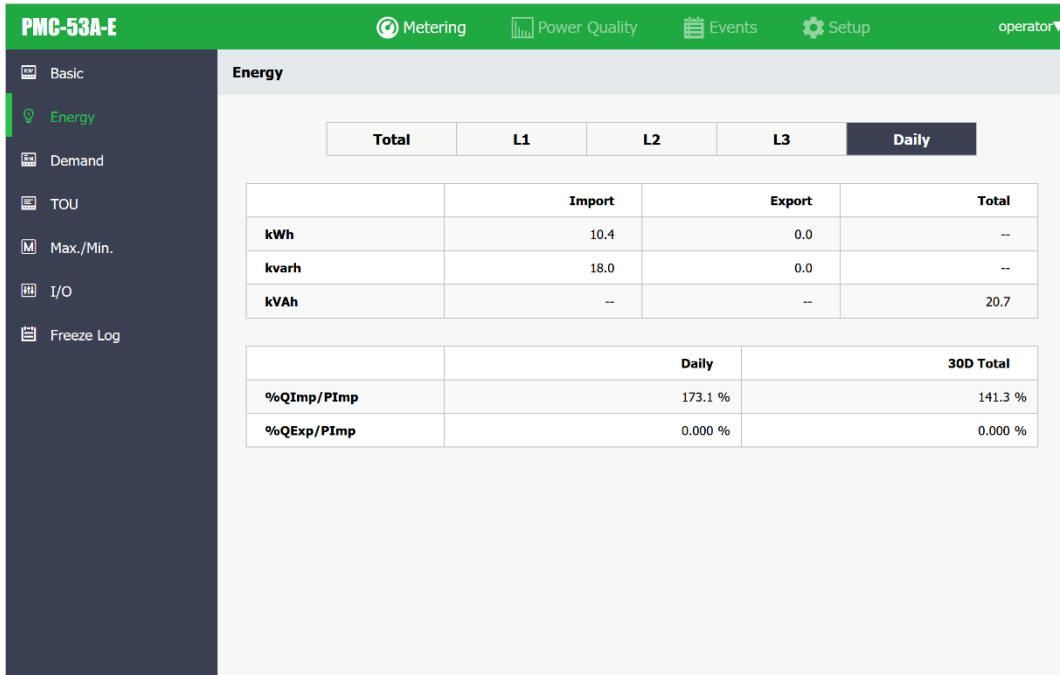 PMC-53A-E Metering Power Quality Events Setup operator▼
Basic
Energy
Demand
TOU
Max./Min.
I/O
Freeze Log
Energy
Total L1 L2 L3 Daily
Import Export Total
kWh 10.4 0.0 --
kvarh 18.0 0.0 --
kVAh -- -- 20.7
Daily 30D Total
%QImp/PImp 173.1 % 141.3 %
%QExp/PImp 0.000 % 0.000 %